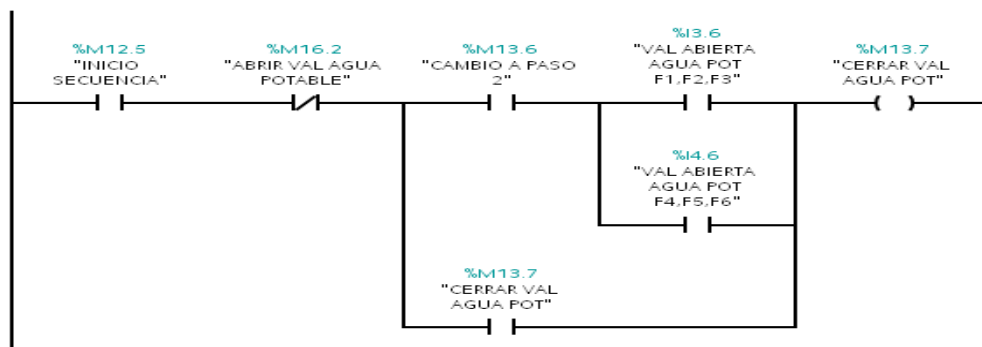 %M12.5
"INICIO
SECUENCIA"
%M16.2
"ABRIR VAL AGUA
POTABLE"
%M13.6
"CAMBIO A PASO
2"
%I3.6
"VAL ABIERTA
AGUA POT
F1,F2,F3"
%M13.7
"CERRAR VAL
AGUA POT"
%I4.6
"VAL ABIERTA
AGUA POT
F4,F5,F6"
%M13.7
"CERRAR VAL
AGUA POT"